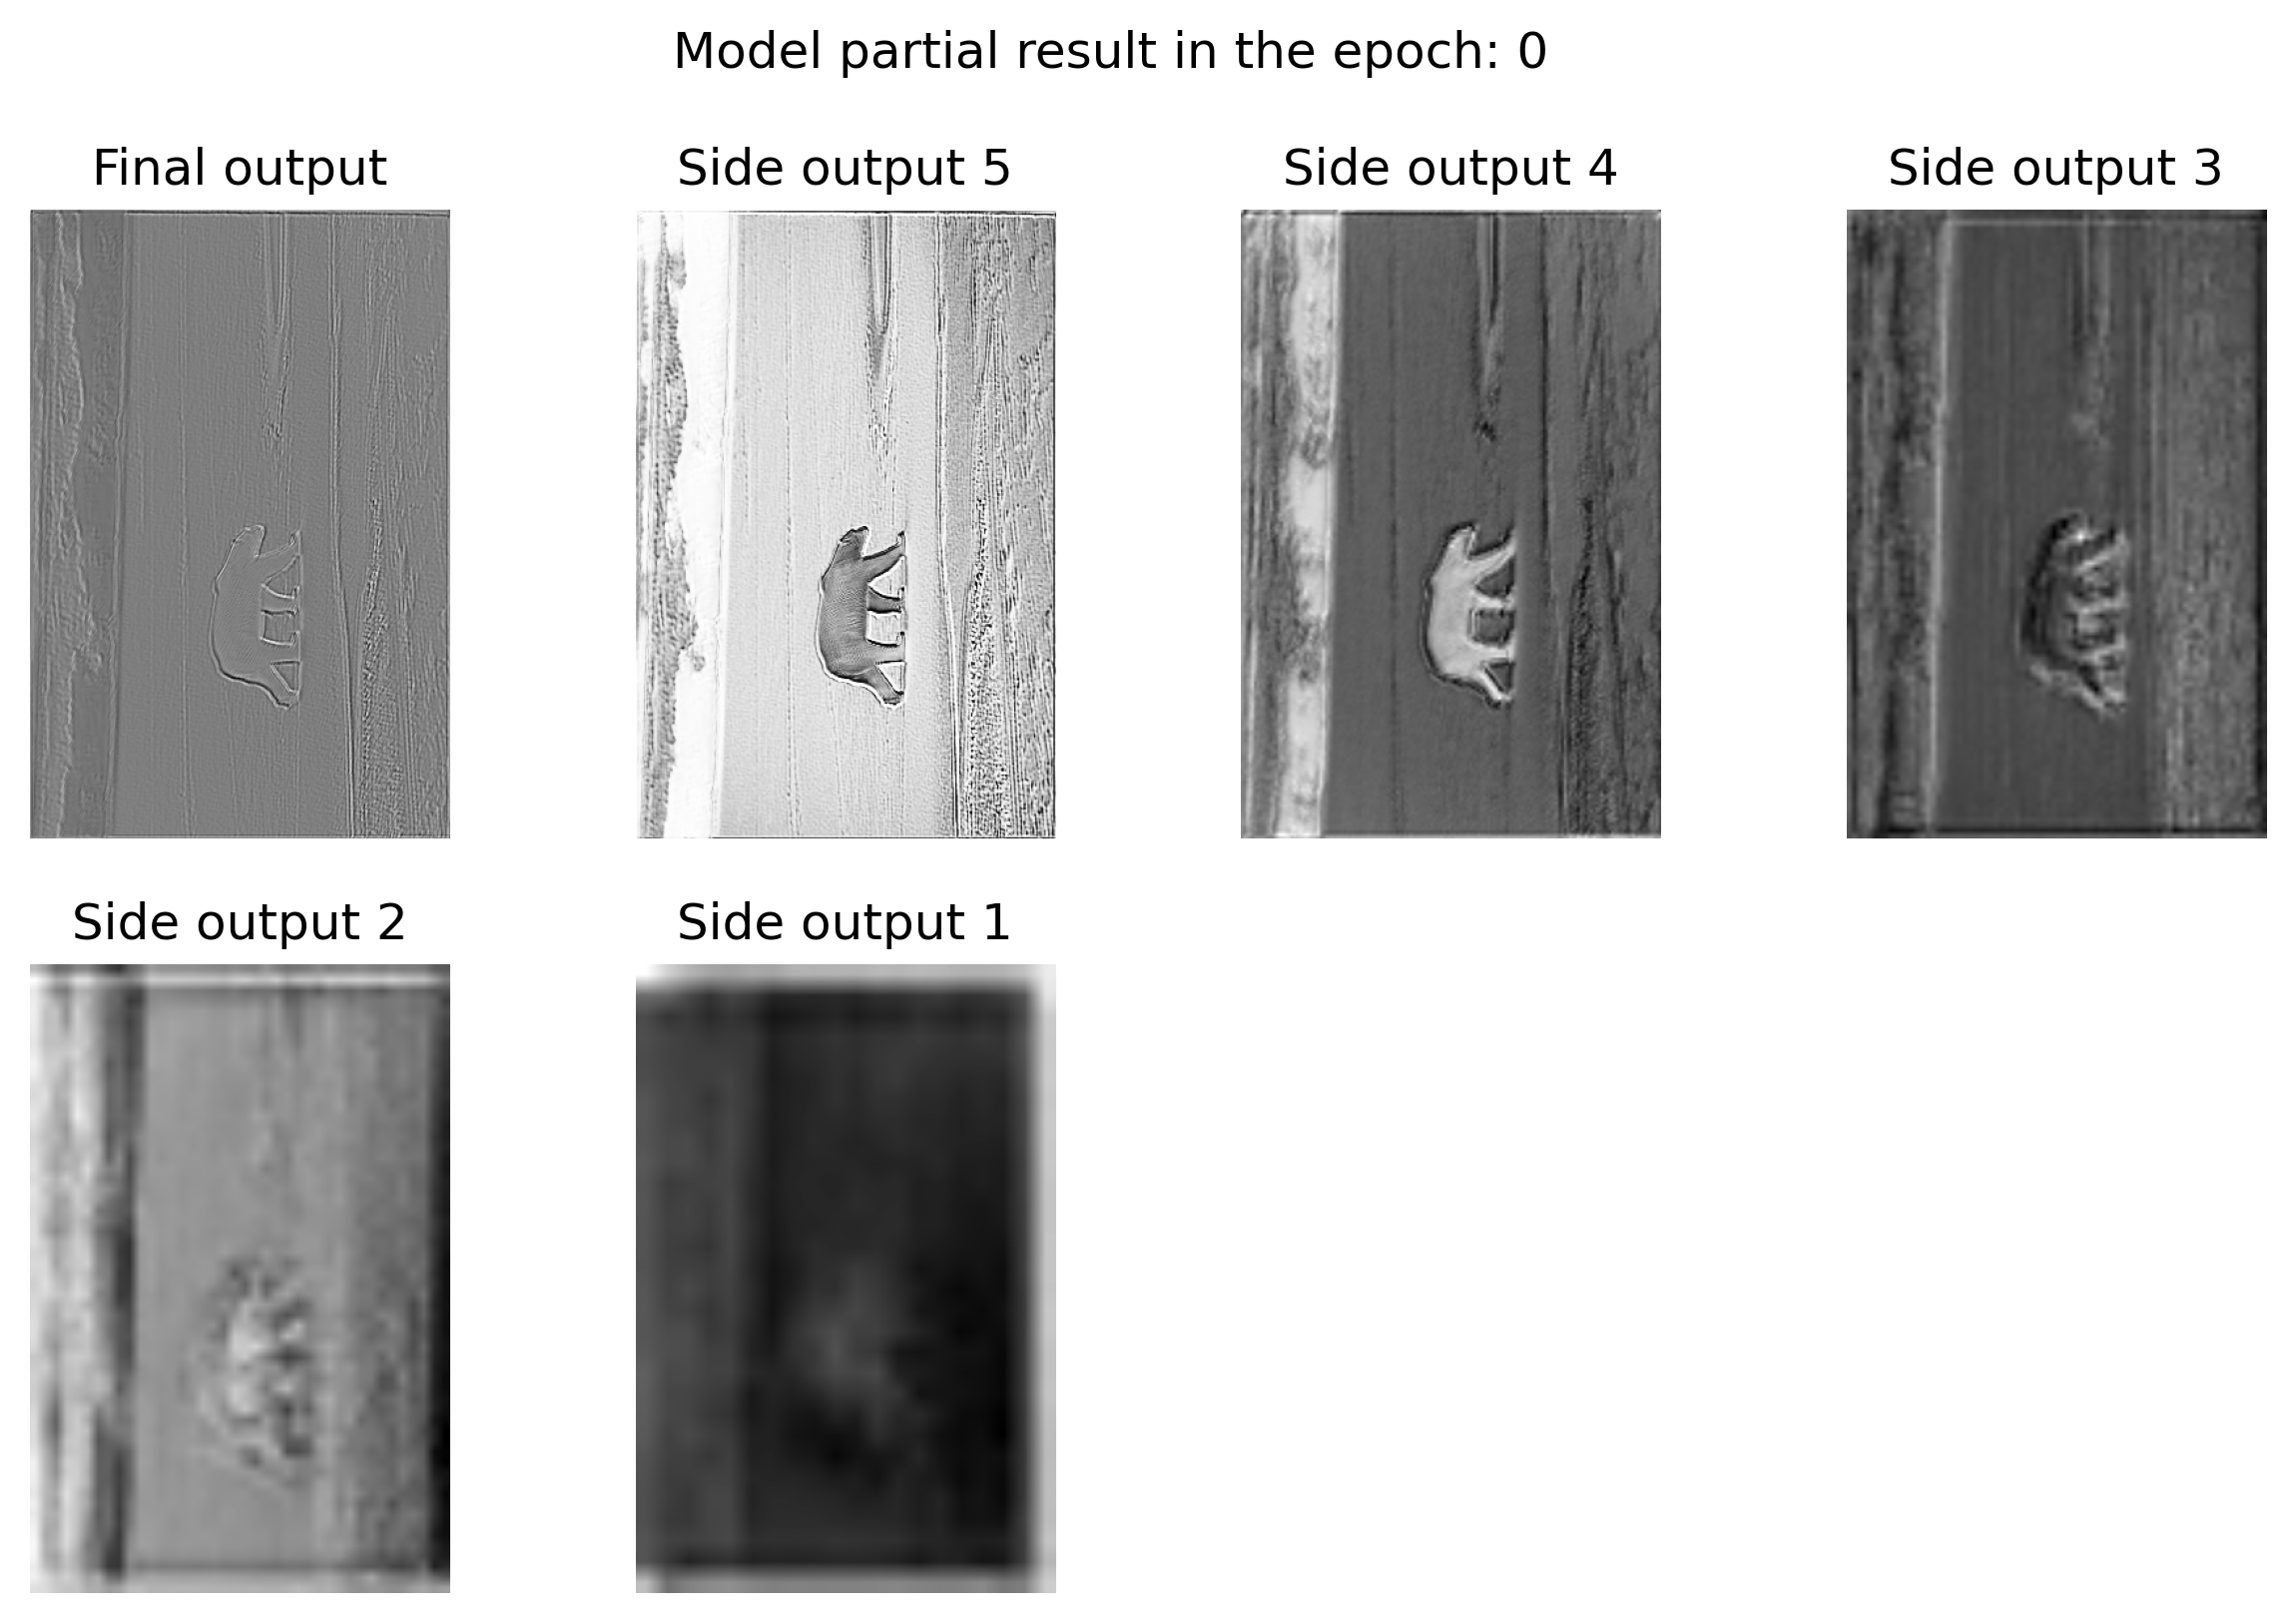 Model partial result in the epoch: 0
Final output
Side output 5
Side output 4
Side output 3
Side output 2
Side output 1